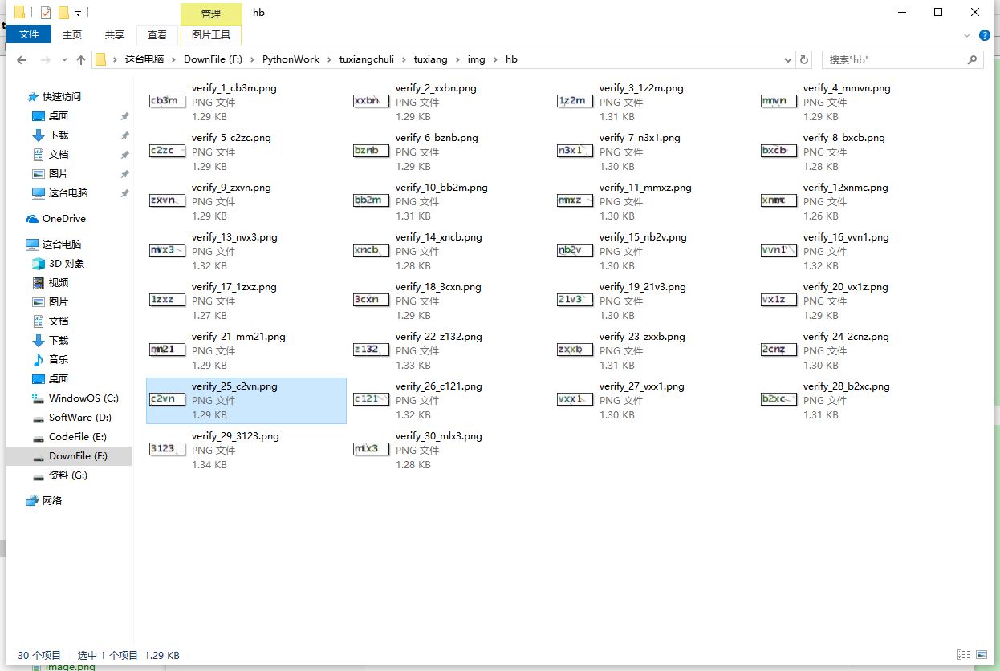 管理
hb
文件
主页
共享
查看
图片工具
这台电脑 DownFile (F:) PythonWork tuxiangchuli tuxiang img hb
搜索"hb"
快速访问
桌面
下载
文档
图片
这台电脑
OneDrive
这台电脑
3D 对象
视频
图片
文档
下载
音乐
桌面
WindowOS (C:)
SoftWare (D:)
CodeFile (E:)
DownFile (F:)
资料 (G:)
网络
cb3m
verify_1_cb3m.png
PNG 文件
1.29 KB
xxbn
verify_2_xxbn.png
PNG 文件
1.29 KB
1z2m
verify_3_1z2m.png
PNG 文件
1.31 KB
mmvn
verify_4_mmvn.png
PNG 文件
1.29 KB
c2zc
verify_5_c2zc.png
PNG 文件
1.29 KB
bznb
verify_6_bznb.png
PNG 文件
1.29 KB
n3x1
verify_7_n3x1.png
PNG 文件
1.30 KB
bxcb
verify_8_bxcb.png
PNG 文件
1.28 KB
zxvn
verify_9_zxvn.png
PNG 文件
1.29 KB
bb2m
verify_10_bb2m.png
PNG 文件
1.31 KB
mmxz
verify_11_mmxz.png
PNG 文件
1.30 KB
xnmc
verify_12xnmc.png
PNG 文件
1.26 KB
nvx3
verify_13_nvx3.png
PNG 文件
1.32 KB
xncb
verify_14_xncb.png
PNG 文件
1.28 KB
nb2v
verify_15_nb2v.png
PNG 文件
1.30 KB
vvn1
verify_16_vvn1.png
PNG 文件
1.32 KB
1zxz
verify_17_1zxz.png
PNG 文件
1.27 KB
3cxn
verify_18_3cxn.png
PNG 文件
1.29 KB
21v3
verify_19_21v3.png
PNG 文件
1.30 KB
vx1z
verify_20_vx1z.png
PNG 文件
1.29 KB
mm21
verify_21_mm21.png
PNG 文件
1.29 KB
z132
verify_22_z132.png
PNG 文件
1.33 KB
zxxb
verify_23_zxxb.png
PNG 文件
1.31 KB
2cnz
verify_24_2cnz.png
PNG 文件
1.30 KB
c2vn
verify_25_c2vn.png
PNG 文件
1.29 KB
c121
verify_26_c121.png
PNG 文件
1.32 KB
vxx1
verify_27_vxx1.png
PNG 文件
1.30 KB
b2xc
verify_28_b2xc.png
PNG 文件
1.31 KB
3123
verify_29_3123.png
PNG 文件
1.34 KB
mlx3
verify_30_mlx3.png
PNG 文件
1.28 KB
30 个项目 选中 1 个项目 1.29 KB
image.png